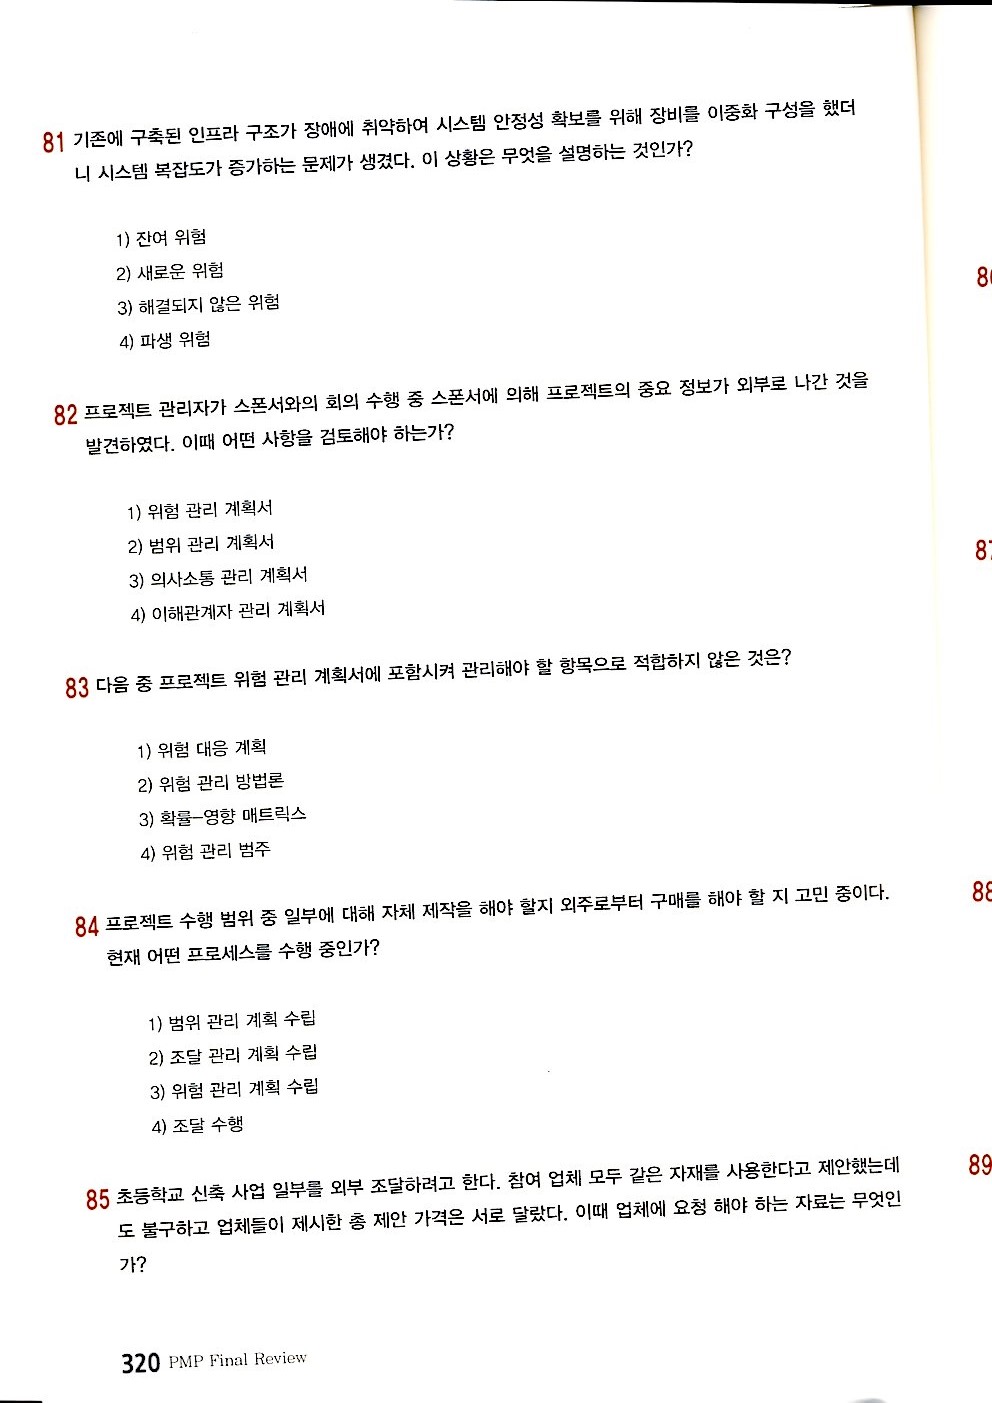 81 기존에 구축된 인프라 구조가 장애에 취약하여 시스템 안정성 확보를 위해 장비를 이중화 구성을 했더
니 시스템 복잡도가 증가하는 문제가 생겼다. 이 상황은 무엇을 설명하는 것인가?
1) 잔여 위험
2) 새로운 위험
3) 해결되지 않은 위험
4) 파생 위험
82 프로젝트 관리자가 스폰서와의 회의 수행 중 스폰서에 의해 프로젝트의 중요 정보가 외부로 나간 것을
발견하였다. 이때 어떤 사항을 검토해야 하는가?
1) 위험 관리 계획서
2) 범위 관리 계획서
3) 의사소통 관리 계획서
4) 이해관계자 관리 계획서
83 다음 중 프로젝트 위험 관리 계획서에 포함시켜 관리해야 할 항목으로 적합하지 않은 것은?
1) 위험 대응 계획
2) 위험 관리 방법론
3) 확률-영향 매트릭스
4) 위험 관리 범주
84 프로젝트 수행 범위 중 일부에 대해 자체 제작을 해야 할지 외주로부터 구매를 해야 할 지 고민 중이다.
현재 어떤 프로세스를 수행 중인가?
1) 범위 관리 계획 수립
2) 조달 관리 계획 수립
3) 위험 관리 계획 수립
4) 조달 수행
85 초등학교 신축 사업 일부를 외부 조달하려고 한다. 참여 업체 모두 같은 자재를 사용한다고 제안했는데
도 불구하고 업체들이 제시한 총 제안 가격은 서로 달랐다. 이때 업체에 요청 해야 하는 자료는 무엇인
가?
320 PMP Final Review
88
89